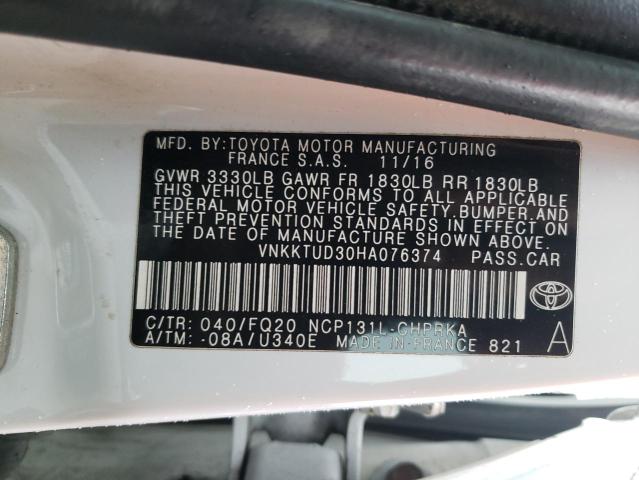 MFD. BY:TOYOTA MOTOR MANUFACTURING
FRANCE S.A.S. 11/16
GVWR 3330LB GAWR FR 1830LB RR 1830LB
THIS VEHICLE CONFORMS TO ALL APPLICABLE
FEDERAL MOTOR VEHICLE SAFETY.BUMPER.AND
THEFT PREVENTION STANDARDS IN EFFECT ON
THE DATE OF MANUFACTURE SHOWN ABOVE.
VNKKTUD30HA076374 PASS.CAR
C/TR: 040/FQ20 NCP131L-CHPRKA
A/TM: -08A/U340E MADE IN FRANCE 821
A